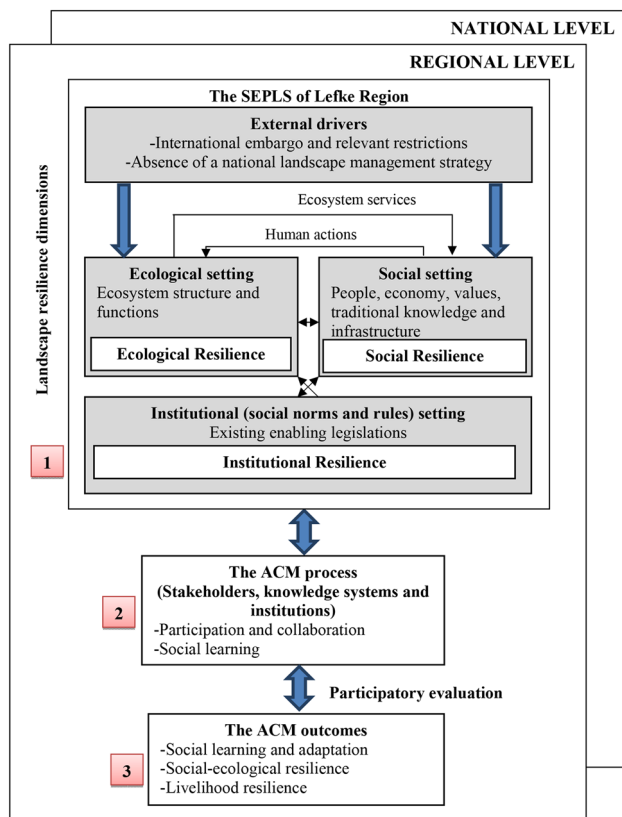 NATIONAL LEVEL
REGIONAL LEVEL
Landscape resilience dimensions
The SEPLS of Lefke Region
External drivers
-International embargo and relevant restrictions
-Absence of a national landscape management strategy
Ecosystem services
Human actions
Ecological setting
Ecosystem structure and
functions
Ecological Resilience
Social setting
People, economy, values,
traditional knowledge and
infrastructure
Social Resilience
Institutional (social norms and rules) setting
Existing enabling legislations
Institutional Resilience
1
The ACM process
(Stakeholders, knowledge systems and
institutions)
-Participation and collaboration
-Social learning
2
Participatory evaluation
The ACM outcomes
-Social learning and adaptation
-Social-ecological resilience
-Livelihood resilience
3